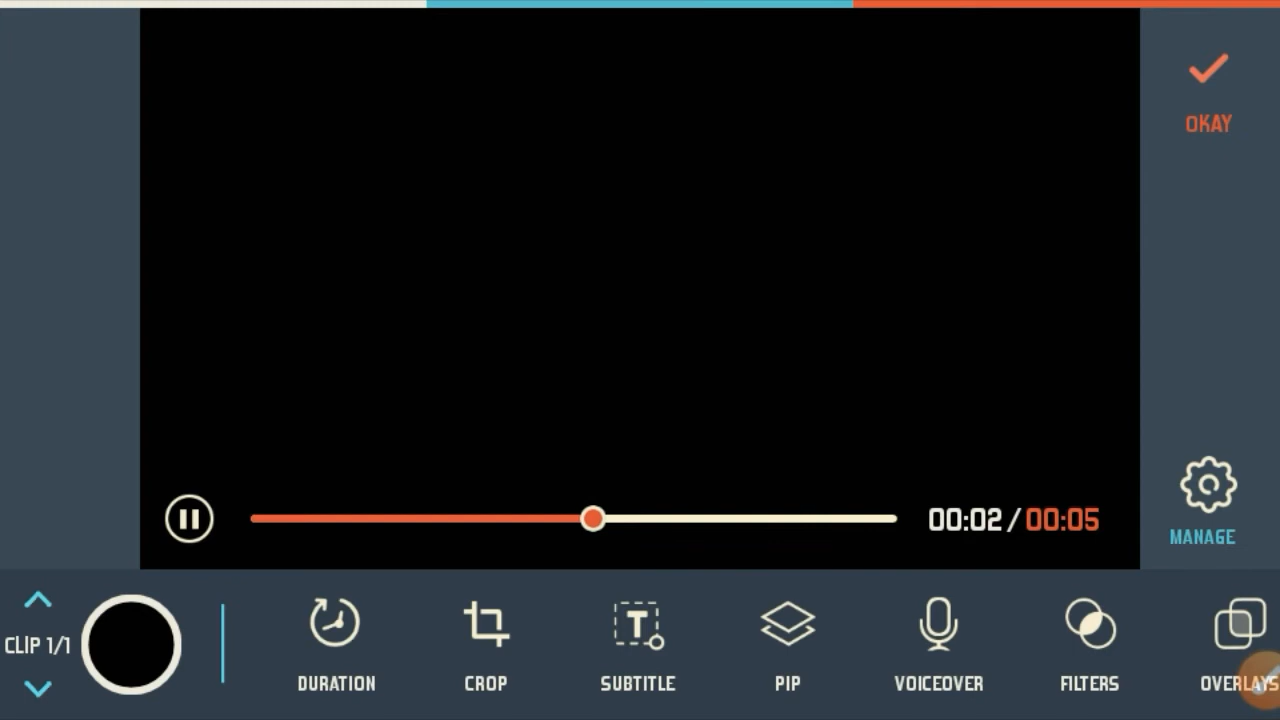 OKAY
00:02/00:05
MANAGE
CLIP 1/1
DURATION
CROP
T
SUBTITLE
PIP
VOICEOVER
FILTERS
OVERLAYS